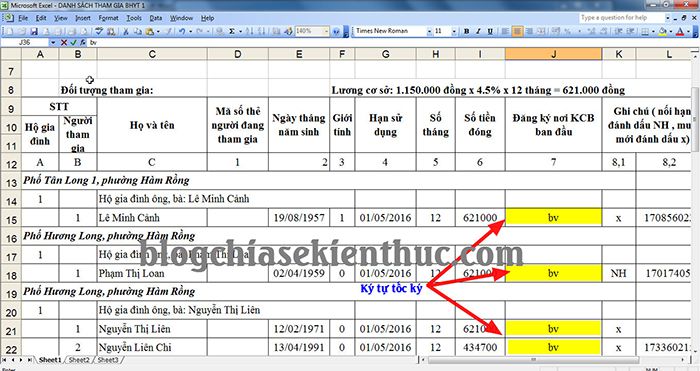 Microsoft Excel - DANH SÁCH THAM GIA BHYT 1
File Edit View Insert Format Tools Data Window Help Type a question for help
Times New Roman 11 B I U
J36 bv
A B C D E F G H I J K L
7
8 Đối tượng tham gia: Lương cơ sở: 1.150.000 đồng x 4.5% x 12 tháng = 621.000 đồng
9 STT Họ và tên Mã số thẻ người đang tham gia Ngày tháng năm sinh Giới tính Hạn sử dụng Số tháng Số tiền đóng Đăng ký nơi KCB ban đầu Ghi chú ( nối hạn đánh dấu NH , mu mới đánh dấu x)
10 Hộ gia đình Người tham gia
11
12 A B C 1 2 3 4 5 6 7 8,1 8,2
13 Phố Tân Long 1, phường Hàm Rồng
14 1 Hộ gia đình ông, bà: Lê Minh Cảnh
15 1 Lê Minh Cảnh 19/08/1957 1 01/05/2016 12 621000 bv x 17085602
16 Phố Hương Long, phường Hàm Rồng
17 1 Hộ gia đình ông, bà: Phạm Thị Loan
blogchiasekienthuc.com
18 1 Phạm Thị Loan 02/04/1959 0 01/05/2016 12 621000 bv NH 17017405
19 Phố Hương Long, phường Hàm Rồng
Ký tự tốc ký
20 1 Hộ gia đình ông, bà: Nguyễn Thị Liên
21 1 Nguyễn Thị Liên 12/02/1971 0 01/05/2016 12 621000 bv x
22 2 Nguyễn Liên Chi 13/04/1991 0 01/05/2016 12 434700 bv x 17336021
Sheet1 Sheet2 Sheet3
Enter NUM